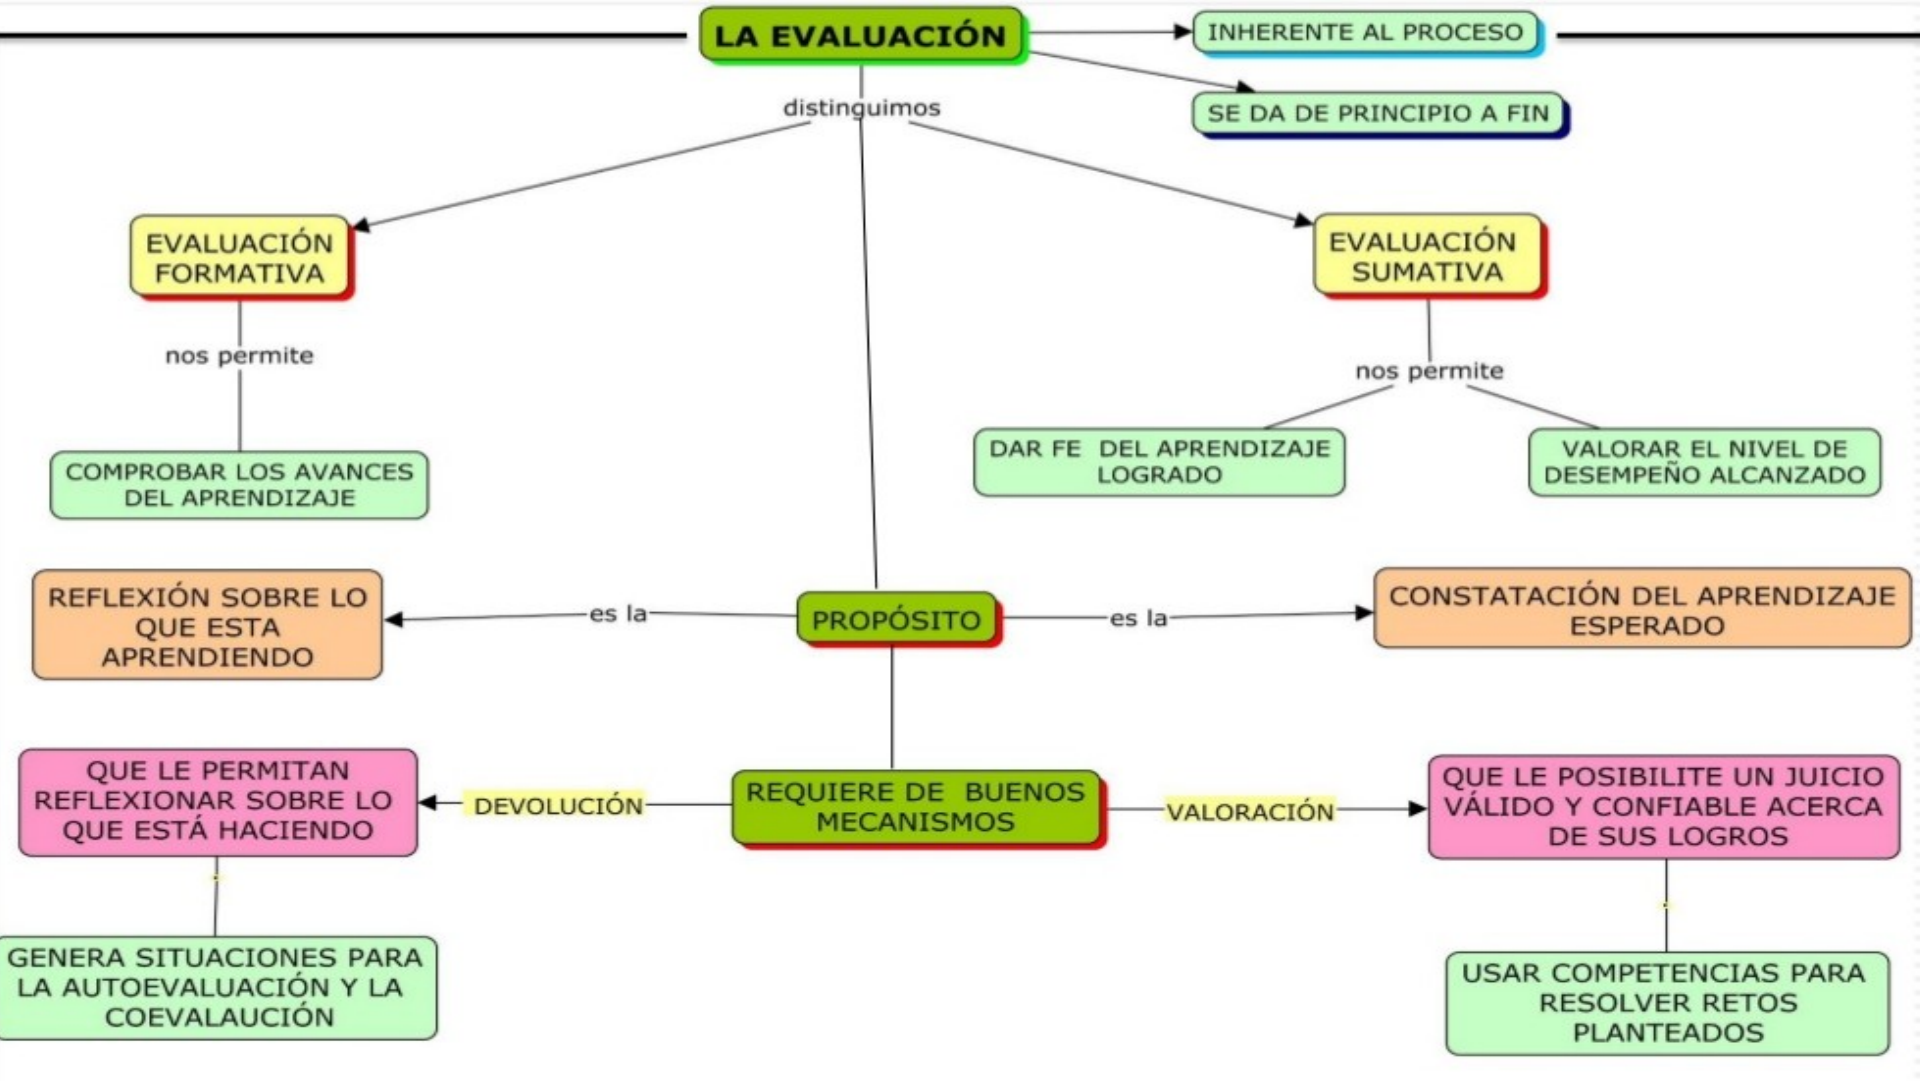 LA EVALUACIÓN
INHERENTE AL PROCESO
SE DA DE PRINCIPIO A FIN
distinguimos
EVALUACIÓN
FORMATIVA
EVALUACIÓN
SUMATIVA
nos permite
nos permite
COMPROBAR LOS AVANCES
DEL APRENDIZAJE
DAR FE DEL APRENDIZAJE
LOGRADO
VALORAR EL NIVEL DE
DESEMPEÑO ALCANZADO
REFLEXIÓN SOBRE LO
QUE ESTA
APRENDIENDO
es la
PROPÓSITO
es la
CONSTATACIÓN DEL APRENDIZAJE
ESPERADO
QUE LE PERMITAN
REFLEXIONAR SOBRE LO
QUE ESTÁ HACIENDO
DEVOLUCIÓN
REQUIERE DE BUENOS
MECANISMOS
VALORACIÓN
QUE LE POSIBILITE UN JUICIO
VÁLIDO Y CONFIABLE ACERCA
DE SUS LOGROS
GENERA SITUACIONES PARA
LA AUTOEVALUACIÓN Y LA
COEVALAUCIÓN
USAR COMPETENCIAS PARA
RESOLVER RETOS
PLANTEADOS